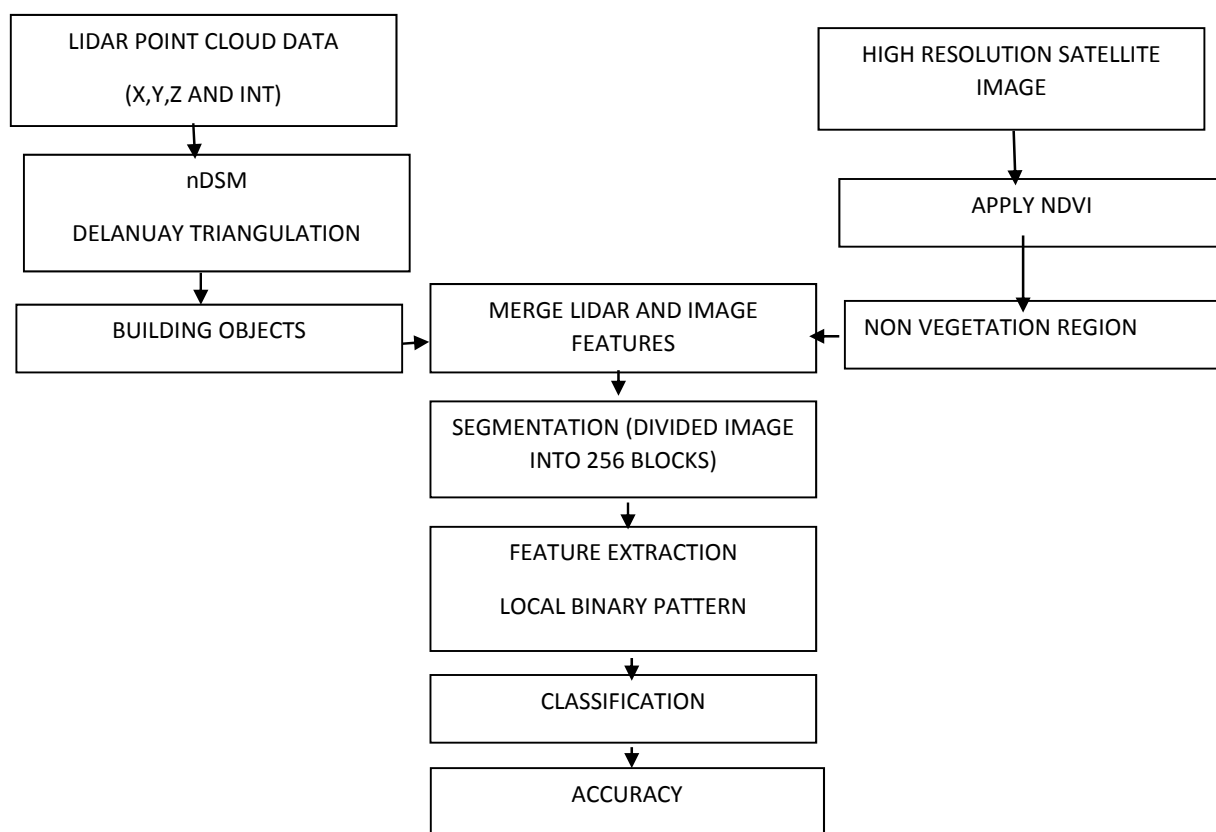 LIDAR POINT CLOUD DATA
(X,Y,Z AND INT)
HIGH RESOLUTION SATELLITE
IMAGE
nDSM
DELANUAY TRIANGULATION
APPLY NDVI
BUILDING OBJECTS
MERGE LIDAR AND IMAGE
FEATURES
NON VEGETATION REGION
SEGMENTATION (DIVIDED IMAGE
INTO 256 BLOCKS)
FEATURE EXTRACTION
LOCAL BINARY PATTERN
CLASSIFICATION
ACCURACY